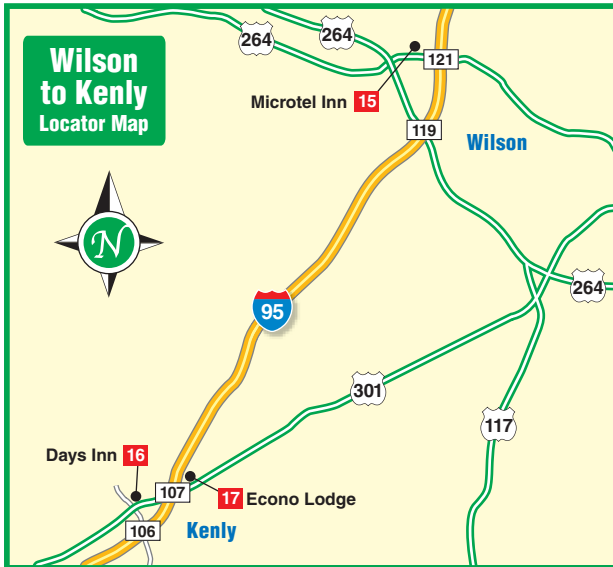 Wilson
to Kenly
Locator Map
264
264
121
Microtel Inn 15
119
Wilson
N
264
95
301
117
Days Inn 16
107
17 Econo Lodge
106
Kenly